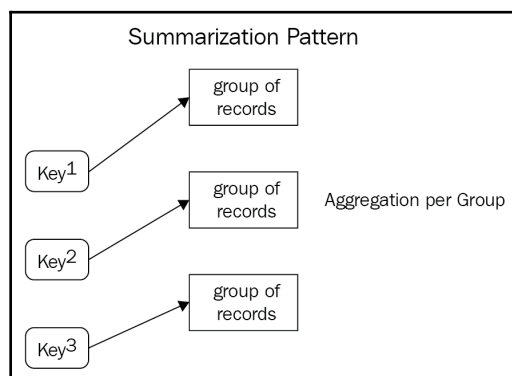 Summarization Pattern
group of
records
Key1
group of
records
Aggregation per Group
Key2
group of
records
Key3